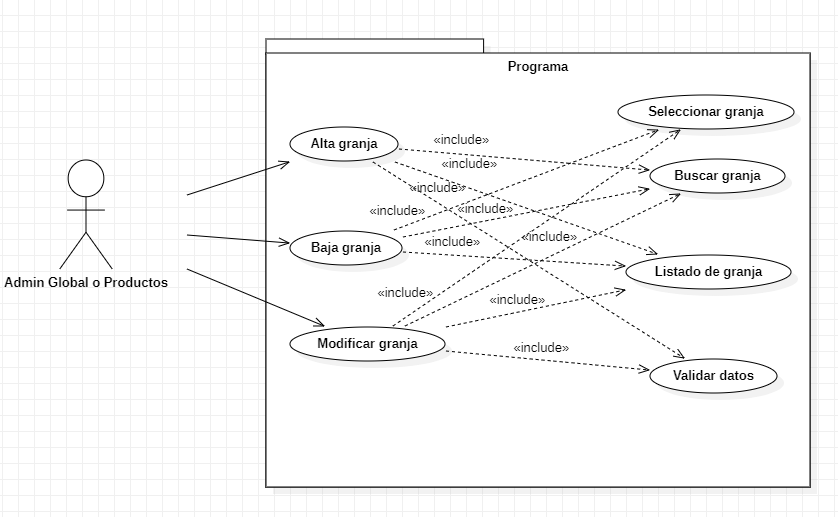 Programa
Seleccionar granja
Alta granja
«include»
«include»
Buscar granja
«include»
«include»
«include»
Baja granja
«include»
«include»
Listado de granja
Admin Global o Productos
«include»
«include»
Modificar granja
«include»
Validar datos